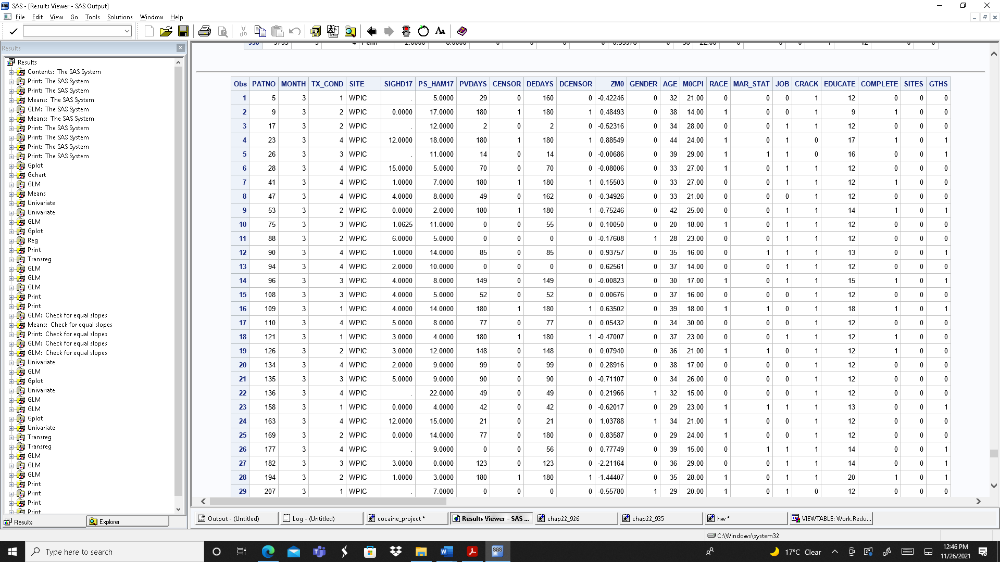 SAS - [Results Viewer - SAS Output]
File Edit View Go Tools Solutions Window Help
Results
Results
Contents: The SAS System
Print: The SAS System
Print: The SAS System
Means: The SAS System
GLM: The SAS System
Means: The SAS System
Print: The SAS System
Print: The SAS System
Print: The SAS System
Print: The SAS System
Gplot
Gchart
GLM
Means
Univariate
Univariate
GLM
Gplot
Reg
Print
Transreg
GLM
GLM
GLM
Print
Print
GLM: Check for equal slopes
Means: Check for equal slopes
Print: Check for equal slopes
GLM: Check for equal slopes
GLM: Check for equal slopes
Univariate
GLM
Gplot
Univariate
GLM
GLM
Gplot
Univariate
Transreg
Transreg
GLM
GLM
GLM
Print
Print
Print
Print
Results Explorer
Obs PATNO MONTH TX_COND SITE SIGHD17 PS_HAM17 PVDAYS CENSOR DEDAYS DCENSOR ZM0 GENDER AGE M0CPI RACE MAR_STAT JOB CRACK EDUCATE COMPLETE SITES GTHS
1 5 3 1 WPIC . 5.0000 29 0 160 0 -0.42246 0 32 21.00 0 0 0 1 12 0 0 0
2 9 3 2 WPIC 0.0000 17.0000 180 1 180 1 0.48493 0 38 14.00 1 0 0 1 9 1 0 0
3 17 3 2 WPIC . 12.0000 2 0 2 0 -0.52316 0 34 28.00 0 0 1 1 12 0 0 0
4 23 3 4 WPIC 12.0000 18.0000 180 1 180 1 0.88549 0 44 24.00 1 0 1 0 17 1 0 1
5 26 3 3 WPIC . 11.0000 14 0 14 0 -0.00686 0 39 29.00 1 1 1 0 16 0 0 1
6 28 3 4 WPIC 15.0000 5.0000 70 0 70 0 -0.08006 0 33 27.00 1 0 1 1 12 0 0 0
7 41 3 4 WPIC 1.0000 7.0000 180 1 180 1 0.15503 0 33 27.00 0 0 1 1 12 1 0 0
8 47 3 4 WPIC 4.0000 8.0000 49 0 162 0 -0.34926 0 33 21.00 0 0 0 1 12 0 0 0
9 53 3 2 WPIC 0.0000 2.0000 180 1 180 1 -0.75246 0 42 25.00 0 0 1 1 14 1 0 1
10 75 3 3 WPIC 1.0625 11.0000 0 0 55 0 0.10050 0 20 18.00 1 0 1 1 12 0 0 0
11 88 3 2 WPIC 6.0000 5.0000 0 0 0 0 -0.17608 1 28 23.00 0 0 1 1 12 0 0 0
12 90 3 4 WPIC 1.0000 14.0000 85 0 85 0 0.93757 0 35 16.00 0 1 1 1 13 0 0 1
13 94 3 4 WPIC 2.0000 10.0000 0 0 0 0 0.62561 0 37 14.00 0 0 1 1 12 0 0 0
14 96 3 3 WPIC 4.0000 8.0000 149 0 149 0 -0.00823 0 30 17.00 1 0 1 1 15 1 0 1
15 108 3 3 WPIC 4.0000 5.0000 52 0 52 0 0.00676 0 37 16.00 0 0 0 1 12 0 0 0
16 109 3 1 WPIC 4.0000 14.0000 180 1 180 1 0.63502 0 39 18.00 1 1 0 1 18 1 0 1
17 110 3 4 WPIC 5.0000 8.0000 77 0 77 0 0.05432 0 34 30.00 0 0 1 1 12 0 0 0
18 121 3 1 WPIC 3.0000 4.0000 180 1 180 1 -0.47007 0 37 23.00 0 0 1 1 12 1 0 0
19 126 3 2 WPIC 3.0000 12.0000 148 0 148 0 0.07940 0 36 21.00 1 1 0 1 12 1 0 0
20 134 3 4 WPIC 2.0000 9.0000 99 0 99 0 0.28916 0 38 17.00 0 0 0 1 12 0 0 0
21 135 3 3 WPIC 5.0000 9.0000 90 0 90 0 -0.71107 0 34 26.00 0 0 0 1 12 0 0 0
22 136 3 4 WPIC . 22.0000 49 0 49 0 0.21966 1 32 15.00 0 0 0 1 12 0 0 0
23 158 3 1 WPIC 0.0000 4.0000 42 0 42 0 -0.62017 0 29 23.00 1 1 1 1 13 0 0 1
24 163 3 4 WPIC 12.0000 15.0000 21 0 21 0 1.03788 1 34 21.00 1 0 0 1 12 0 0 0
25 169 3 2 WPIC 0.0000 14.0000 77 0 180 0 0.83587 0 29 24.00 1 0 0 1 12 0 0 0
26 177 3 4 WPIC . 9.0000 0 0 56 0 0.77749 0 39 15.00 0 1 1 1 14 0 0 1
27 182 3 3 WPIC 3.0000 0.0000 123 0 123 0 -2.21164 0 36 29.00 0 0 1 1 14 0 0 1
28 194 3 2 WPIC 1.0000 3.0000 180 1 180 1 -1.44407 0 35 28.00 1 0 1 1 20 1 0 1
29 207 3 1 WPIC . 7.0000 0 0 0 0 -0.55780 1 29 20.00 1 0 1 0 12 0 0 0
Output - (Untitled) Log - (Untitled) cocaine_project * Results Viewer - SAS ... chap22_926 chap22_935 hw * VIEWTABLE: Work.Redu...
C:\Windows\system32
Type here to search
17°C Clear
12:46 PM
11/26/2021